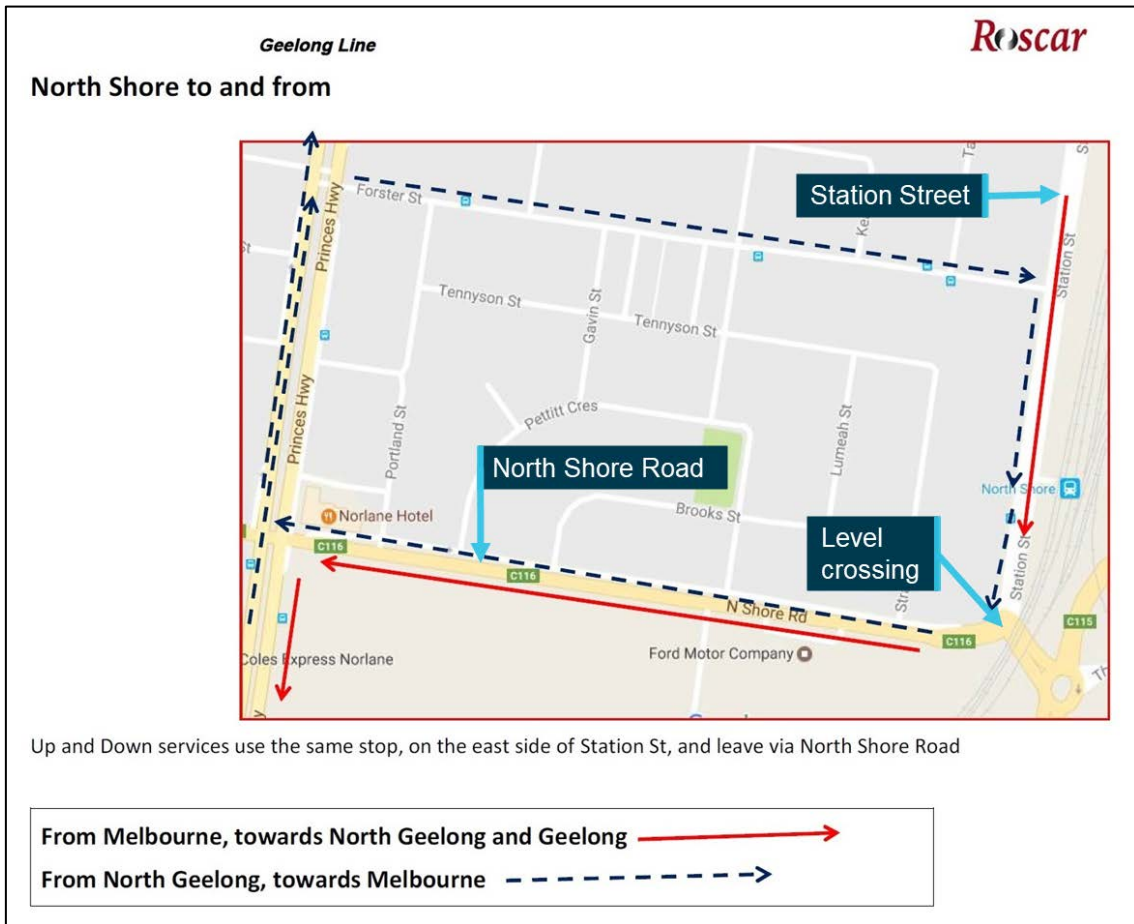 Geelong Line
Roscar
North Shore to and from
Station Street
Forster St
Princes Hwy
Station St
Tennyson St
Gavin St
Tennyson St
Princes Hwy
Portland St
Pettitt Cres
Lumeah St
North Shore Road
North Shore
Norlane Hotel
Brooks St
Level
crossing
Station St
C116
C116
N Shore Rd
C116
C115
Coles Express Norlane
Ford Motor Company
Up and Down services use the same stop, on the east side of Station St, and leave via North Shore Road
From Melbourne, towards North Geelong and Geelong
From North Geelong, towards Melbourne